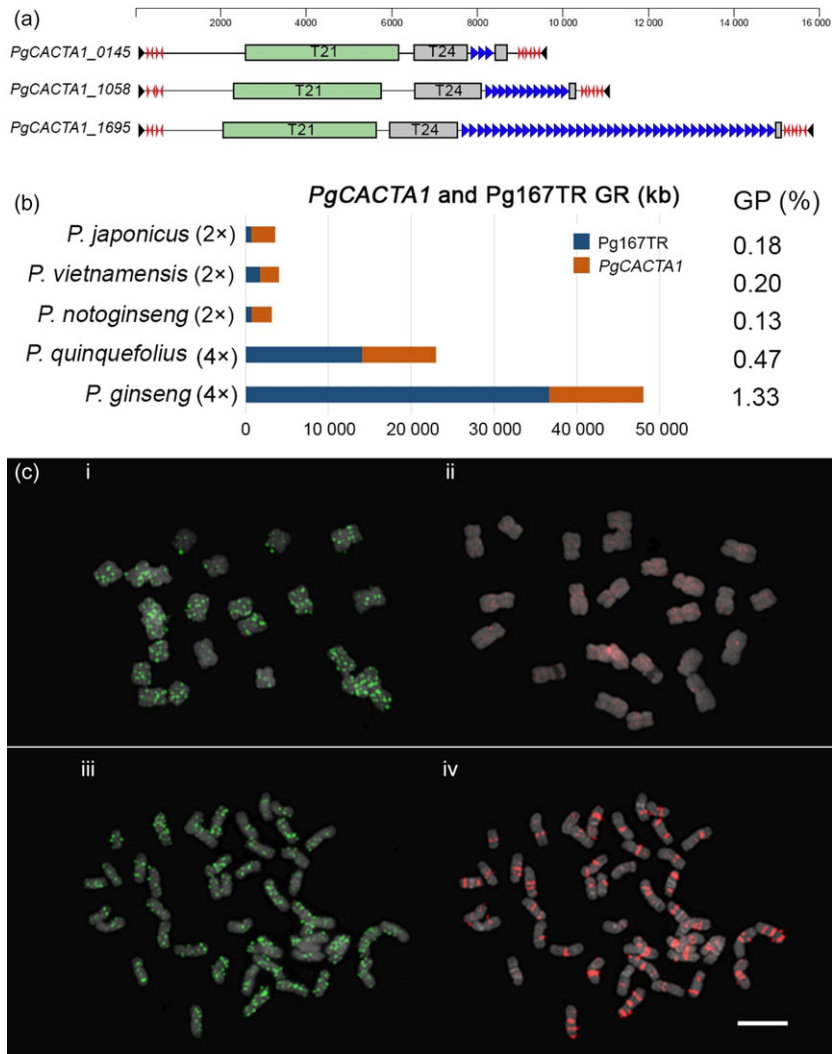 (a)
0 2000 4000 6000 8000 10 000 12 000 14 000 16 000
PgCACTA1_0145 T21 T24
PgCACTA1_1058 T21 T24
PgCACTA1_1695 T21 T24
(b) PgCACTA1 and Pg167TR GR (kb) GP (%)
P. japonicus (2×) Pg167TR 0.18
PgCACTA1
P. vietnamensis (2×) 0.20
P. notoginseng (2×) 0.13
P. quinquefolius (4×) 0.47
P. ginseng (4×) 1.33
0 10 000 20 000 30 000 40 000 50 000
(c) i ii
iii iv